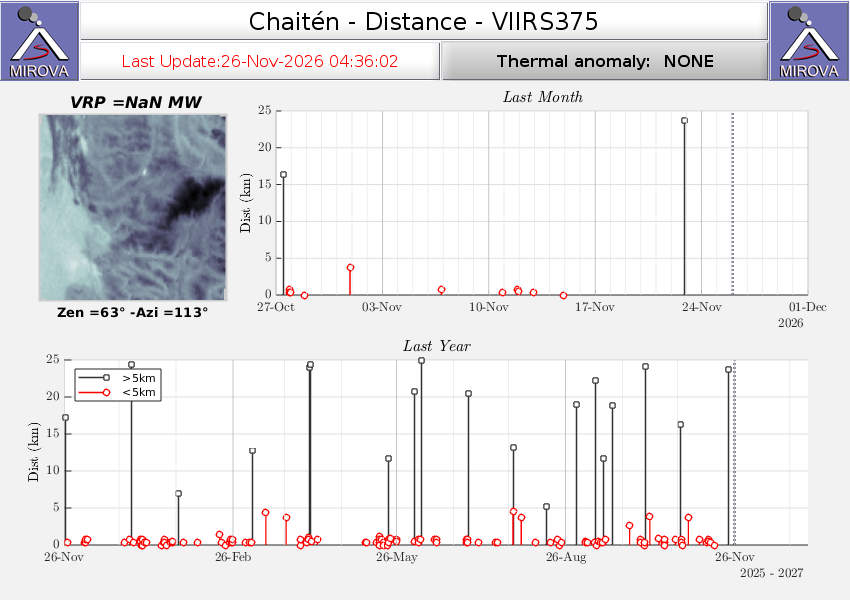 Chaitén - Distance - VIIRS375
MIROVA
Last Update:26-Nov-2026 04:36:02
Thermal anomaly: NONE
MIROVA
VRP =NaN MW
Zen =63° -Azi =113°
Last Month
Dist (km)
25
20
15
10
5
0
27-Oct 03-Nov 10-Nov 17-Nov 24-Nov 01-Dec
2026
Last Year
Dist (km)
25
20
15
10
5
0
>5km
<5km
26-Nov 26-Feb 26-May 26-Aug 26-Nov
2025 - 2027